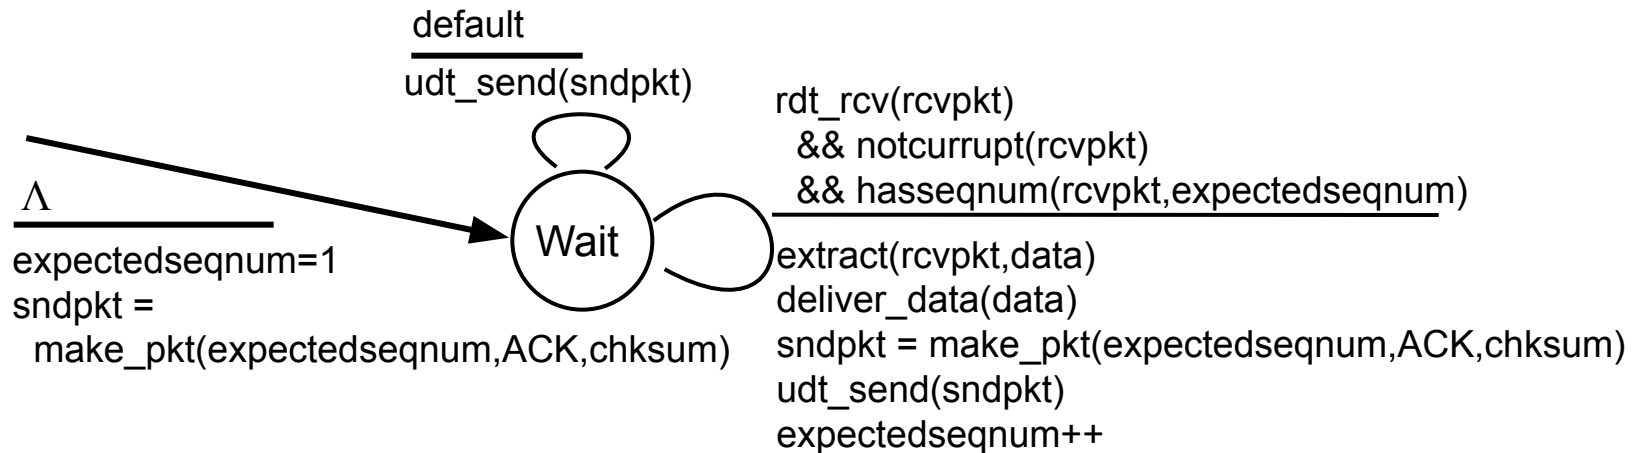 default
udt_send(sndpkt)
rdt_rcv(rcvpkt)
&& notcurrupt(rcvpkt)
&& hasseqnum(rcvpkt,expectedseqnum)
Λ
Wait
expectedseqnum=1
sndpkt =
make_pkt(expectedseqnum,ACK,chksum)
extract(rcvpkt,data)
deliver_data(data)
sndpkt = make_pkt(expectedseqnum,ACK,chksum)
udt_send(sndpkt)
expectedseqnum++